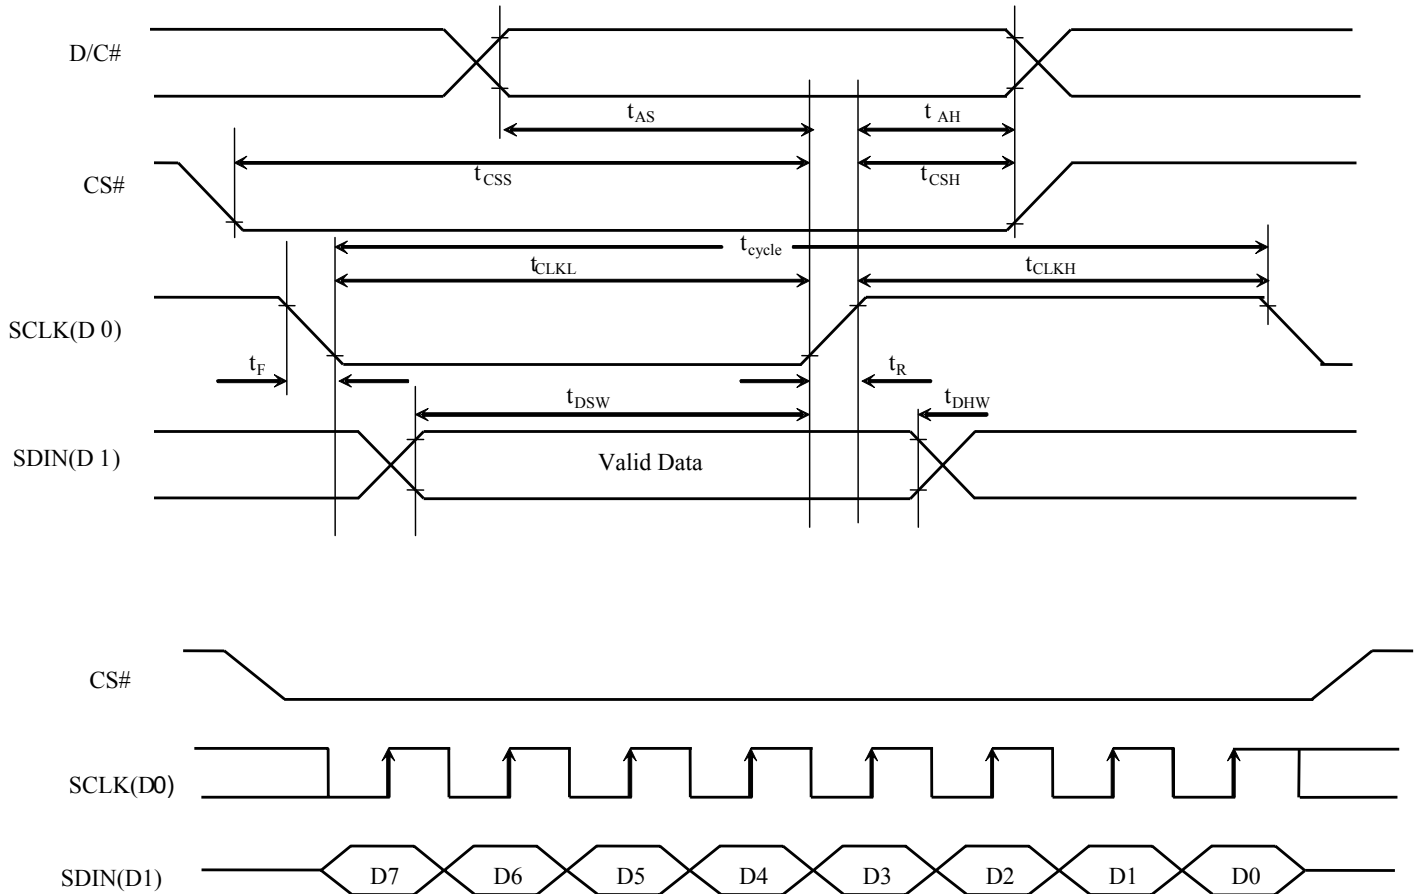 D/C#
tAS
t AH
CS#
tCSS
tCSH
tcycle
tCLKL
tCLKH
SCLK(D 0)
tF
tR
tDSW
tDHW
SDIN(D 1)
Valid Data
CS#
SCLK(D0)
SDIN(D1)
D7 D6 D5 D4 D3 D2 D1 D0